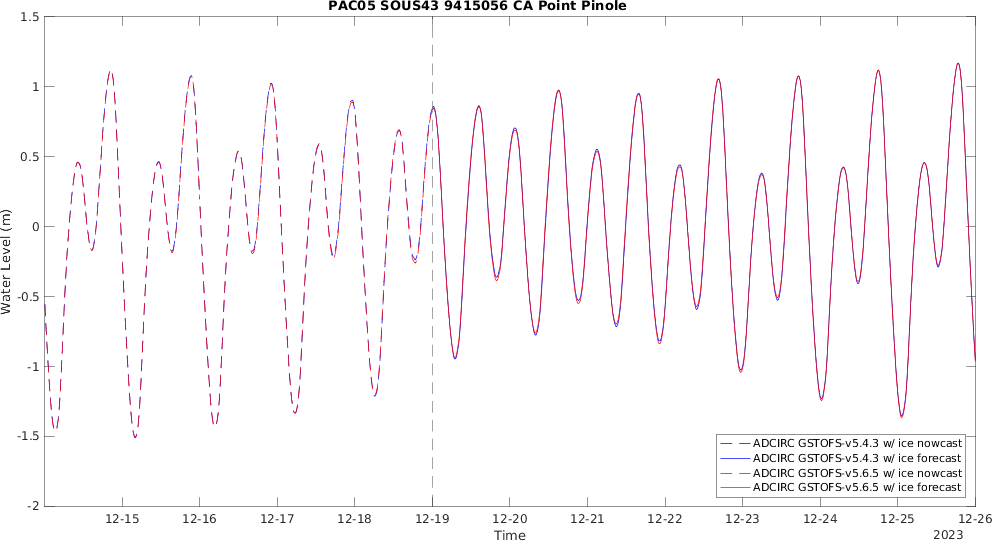 PAC05 SOUS43 9415056 CA Point Pinole
1.5
1
0.5
0
-0.5
-1
-1.5
-2
Water Level (m)
12-15 12-16 12-17 12-18 12-19 12-20 12-21 12-22 12-23 12-24 12-25 12-26
Time
2023
ADCIRC GSTOFS-v5.4.3 w/ ice nowcast
ADCIRC GSTOFS-v5.4.3 w/ ice forecast
ADCIRC GSTOFS-v5.6.5 w/ ice nowcast
ADCIRC GSTOFS-v5.6.5 w/ ice forecast